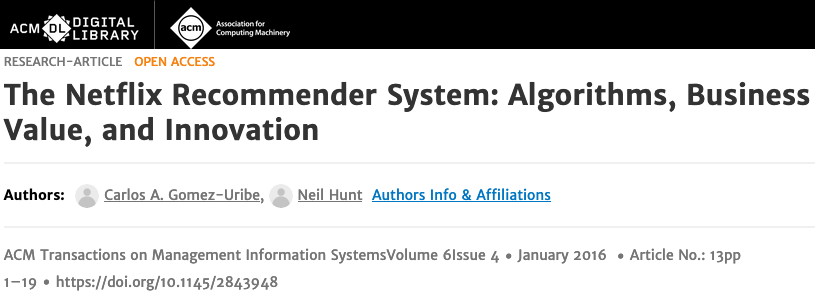 ACM DL DIGITAL LIBRARY acm Association for Computing Machinery
RESEARCH-ARTICLE OPEN ACCESS
The Netflix Recommender System: Algorithms, Business
Value, and Innovation
Authors: Carlos A. Gomez-Uribe, Neil Hunt Authors Info & Affiliations
ACM Transactions on Management Information SystemsVolume 6Issue 4 • January 2016 • Article No.: 13pp
1–19 • https://doi.org/10.1145/2843948